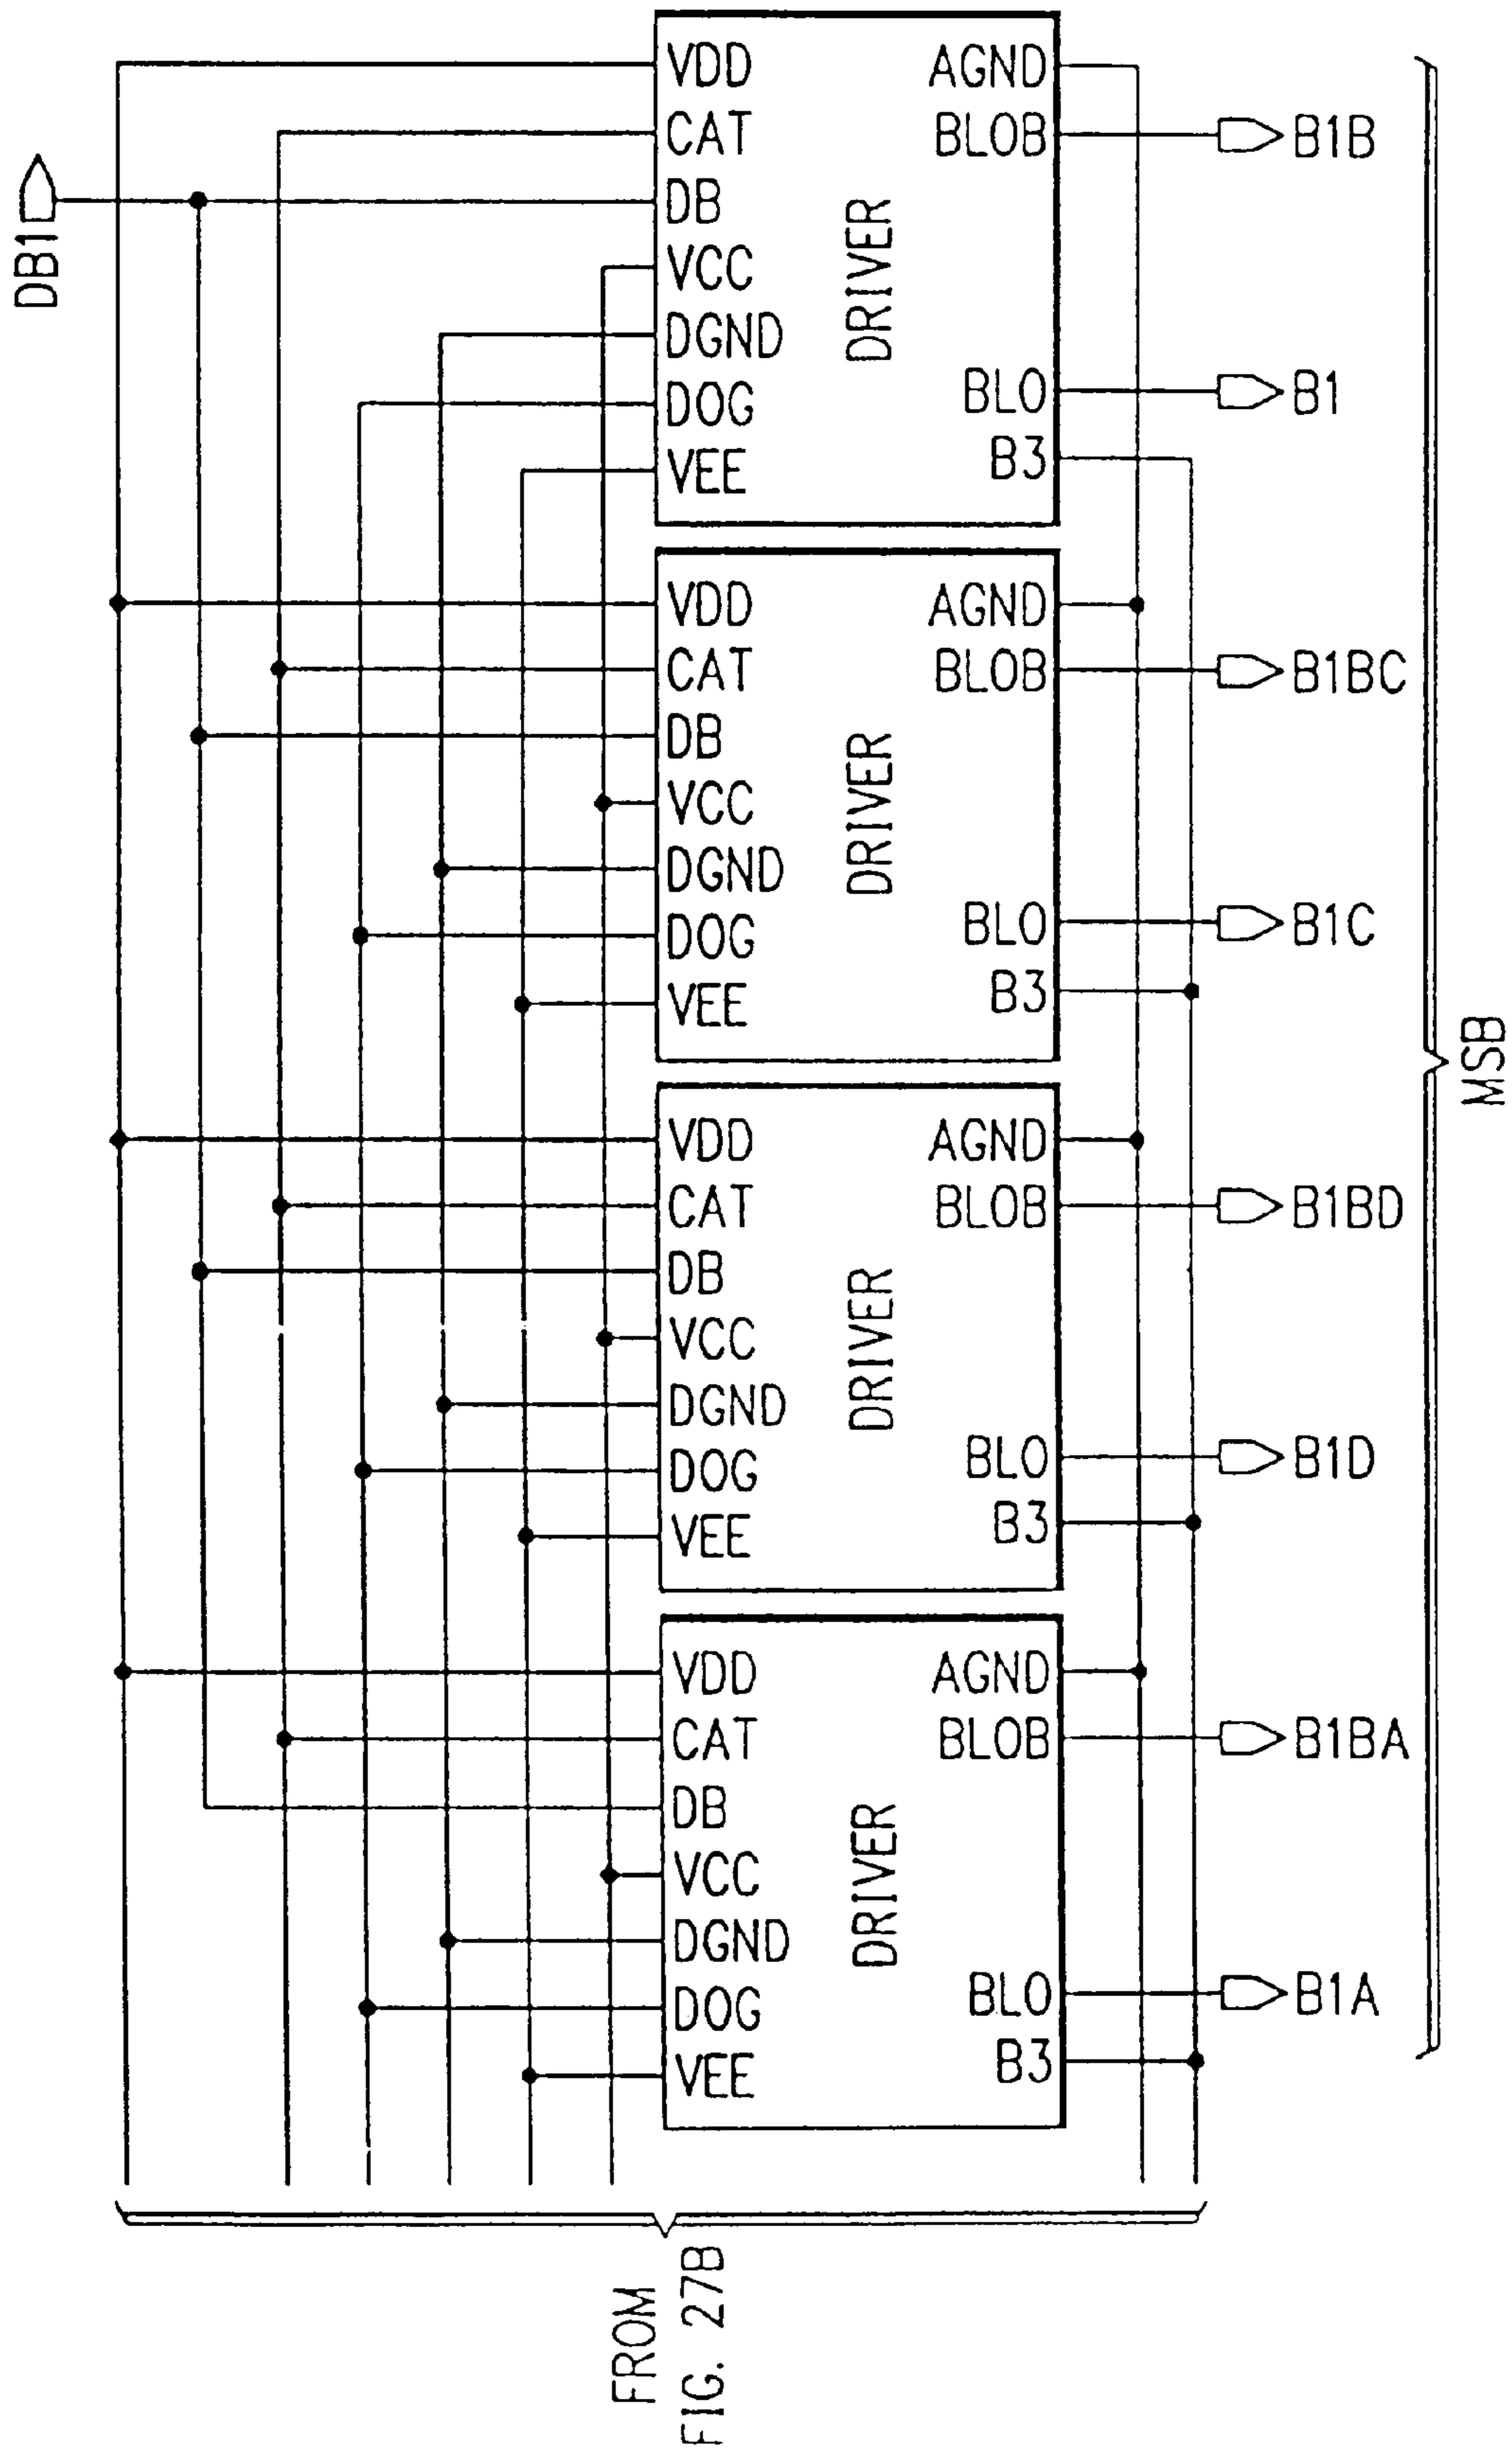 DB1
VDD
AGND
CAT
BLOB
B1B
DB
VCC
DRIVER
DGND
DOG
BLO
B1
VEE
B3
VDD
AGND
CAT
BLOB
B1BC
DB
VCC
DRIVER
DGND
DOG
BLO
B1C
VEE
B3
VDD
AGND
CAT
BLOB
B1BD
DB
VCC
DRIVER
DGND
DOG
BLO
B1D
VEE
B3
VDD
AGND
CAT
BLOB
B1BA
DB
VCC
DRIVER
DGND
DOG
BLO
B1A
VEE
B3
MSB
FROM
FIG. 27B